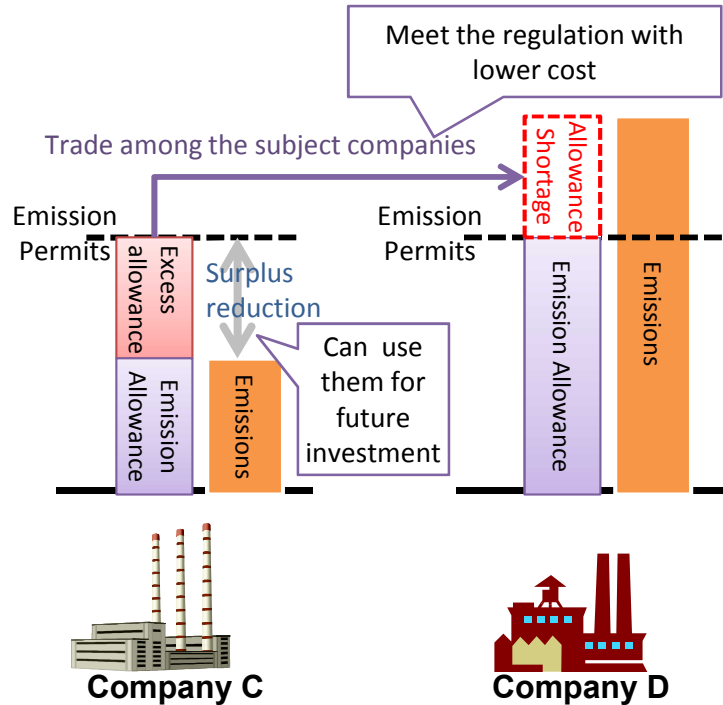 Meet the regulation with
lower cost
Trade among the subject companies
Allowance
Shortage
Emission
Permits
Excess
allowance
Surplus
reduction
Emission
Permits
Emission Allowance
Emissions
Can use
them for
future
investment
Emission
Allowance
Emissions
Company C
Company D